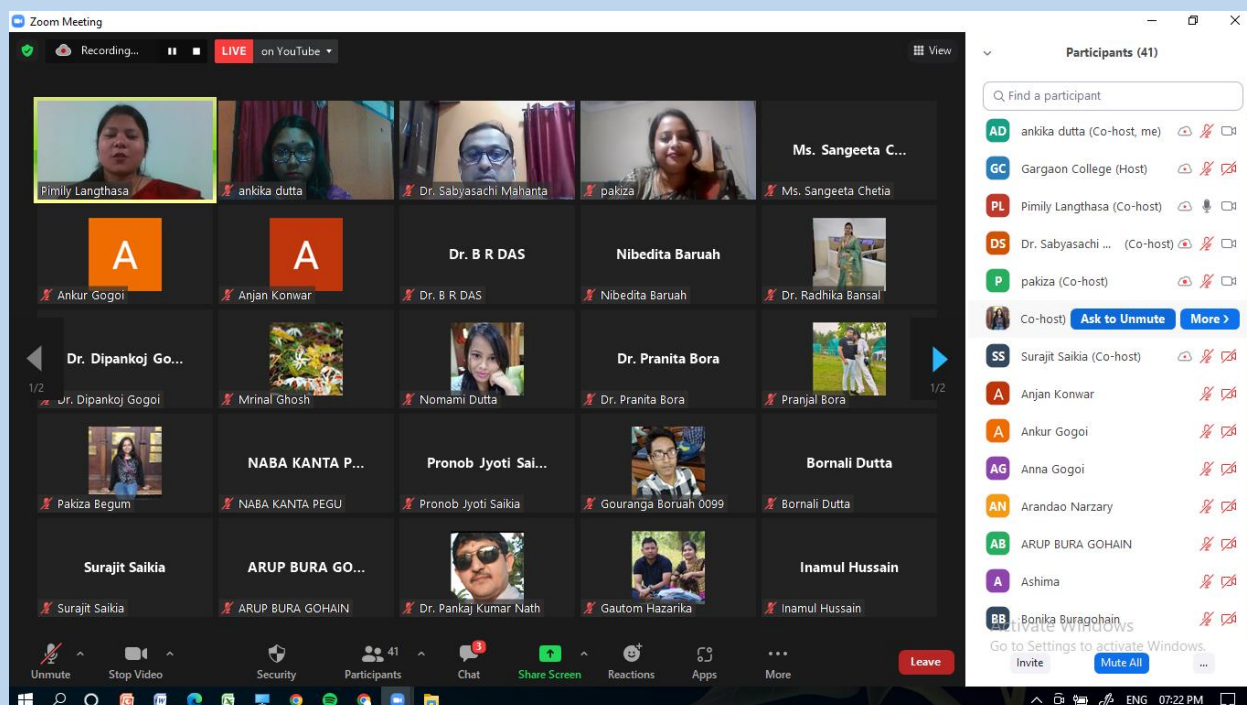 Zoom Meeting
Recording...
LIVE on YouTube
View
Pimily Langthasa
ankika dutta
Dr. Sabyasachi Mahanta
pakiza
Ms. Sangeeta C...
Ms. Sangeeta Chetia
A
Ankur Gogoi
A
Anjan Konwar
Dr. B R DAS
Dr. B R DAS
Nibedita Baruah
Nibedita Baruah
Dr. Radhika Bansal
1/2
Dr. Dipankoj Go...
Dr. Dipankoj Gogoi
Mrinal Ghosh
Nomami Dutta
Dr. Pranita Bora
Dr. Pranita Bora
Pranjal Bora
1/2
Pakiza Begum
NABA KANTA P...
NABA KANTA PEGU
Pronob Jyoti Sai...
Pronob Jyoti Saikia
Gouranga Boruah 0099
Bornali Dutta
Bornali Dutta
Surajit Saikia
Surajit Saikia
ARUP BURA GO...
ARUP BURA GOHAIN
Dr. Pankaj Kumar Nath
Gautom Hazarika
Inamul Hussain
Inamul Hussain
Unmute
Stop Video
Security
41
Participants
3
Chat
Share Screen
Reactions
Apps
More
Leave
Participants (41)
Find a participant
AD ankika dutta (Co-host, me)
GC Gargaon College (Host)
PL Pimily Langthasa (Co-host)
DS Dr. Sabyasachi ... (Co-host)
P pakiza (Co-host)
Co-host) Ask to Unmute More >
SS Surajit Saikia (Co-host)
A Anjan Konwar
A Ankur Gogoi
AG Anna Gogoi
AN Arandao Narzary
AB ARUP BURA GOHAIN
A Ashima
BB Bonika Buragohain
Activate Windows
Go to Settings to activate Windows.
Invite Mute All ...
ENG 07:22 PM